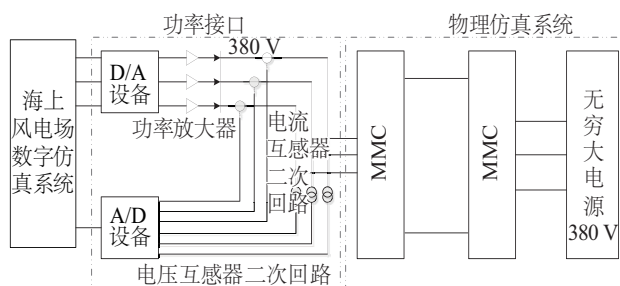 功率接口
物理仿真系统
380 V
海上
风电场
数字仿
真系统
D/A
设备
功率放大器
电流
互感器
二次
回路
A/D
设备
电压互感器二次回路
MMC
MMC
无
穷
大
电
源
380 V